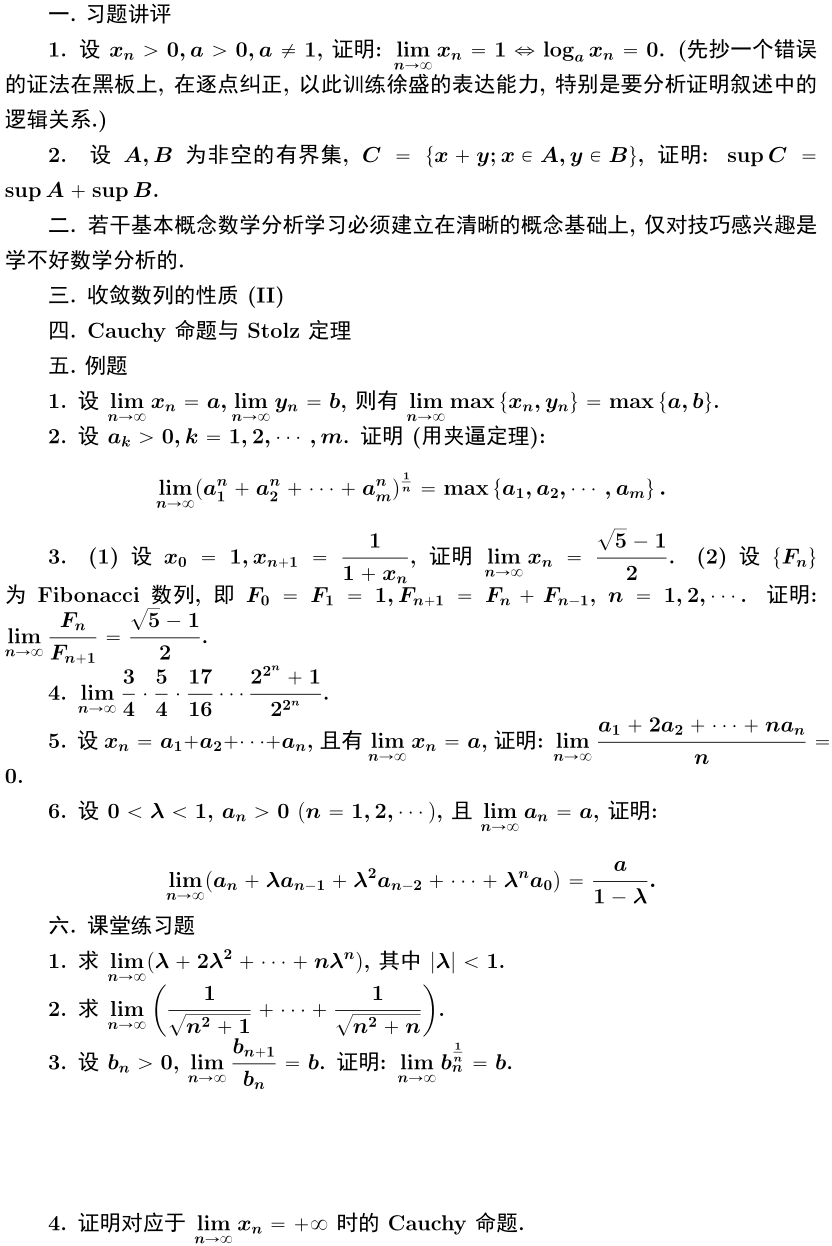 一. 习题讲评
1. 设 $x_n > 0, a > 0, a \neq 1$, 证明: $\lim_{n\to\infty} x_n = 1 \Leftrightarrow \log_a x_n = 0$. (先抄一个错误
的证法在黑板上, 在逐点纠正, 以此训练徐盛的表达能力, 特别是要分析证明叙述中的
逻辑关系.)
2. 设 $A, B$ 为非空的有界集, $C = \{x + y; x \in A, y \in B\}$, 证明: $\sup C =$
$\sup A + \sup B$.
二. 若干基本概念数学分析学习必须建立在清晰的概念基础上, 仅对技巧感兴趣是
学不好数学分析的.
三. 收敛数列的性质 (II)
四. Cauchy 命题与 Stolz 定理
五. 例题
1. 设 $\lim_{n\to\infty} x_n = a, \lim_{n\to\infty} y_n = b$, 则有 $\lim_{n\to\infty} \max\{x_n, y_n\} = \max\{a, b\}$.
2. 设 $a_k > 0, k = 1, 2, \cdots, m$. 证明 (用夹逼定理):
$\lim_{n\to\infty} (a_1^n + a_2^n + \cdots + a_m^n)^{\frac{1}{n}} = \max\{a_1, a_2, \cdots, a_m\}.$
3. (1) 设 $x_0 = 1, x_{n+1} = \frac{1}{1 + x_n}$, 证明 $\lim_{n\to\infty} x_n = \frac{\sqrt{5} - 1}{2}$. (2) 设 $\{F_n\}$
为 Fibonacci 数列, 即 $F_0 = F_1 = 1, F_{n+1} = F_n + F_{n-1}, n = 1, 2, \cdots$. 证明:
$\lim_{n\to\infty} \frac{F_n}{F_{n+1}} = \frac{\sqrt{5} - 1}{2}$.
4. $\lim_{n\to\infty} \frac{3}{4} \cdot \frac{5}{4} \cdot \frac{17}{16} \cdots \frac{2^{2^n} + 1}{2^{2^n}}$.
5. 设 $x_n = a_1 + a_2 + \cdots + a_n$, 且有 $\lim_{n\to\infty} x_n = a$, 证明: $\lim_{n\to\infty} \frac{a_1 + 2a_2 + \cdots + na_n}{n} =$
0.
6. 设 $0 < \lambda < 1, a_n > 0 \ (n = 1, 2, \cdots)$, 且 $\lim_{n\to\infty} a_n = a$, 证明:
$\lim_{n\to\infty} (a_n + \lambda a_{n-1} + \lambda^2 a_{n-2} + \cdots + \lambda^n a_0) = \frac{a}{1 - \lambda}.$
六. 课堂练习题
1. 求 $\lim_{n\to\infty} (\lambda + 2\lambda^2 + \cdots + n\lambda^n)$, 其中 $|\lambda| < 1$.
2. 求 $\lim_{n\to\infty} \left( \frac{1}{\sqrt{n^2 + 1}} + \cdots + \frac{1}{\sqrt{n^2 + n}} \right)$.
3. 设 $b_n > 0, \lim_{n\to\infty} \frac{b_{n+1}}{b_n} = b$. 证明: $\lim_{n\to\infty} b_n^{\frac{1}{n}} = b$.
4. 证明对应于 $\lim_{n\to\infty} x_n = +\infty$ 时的 Cauchy 命题.